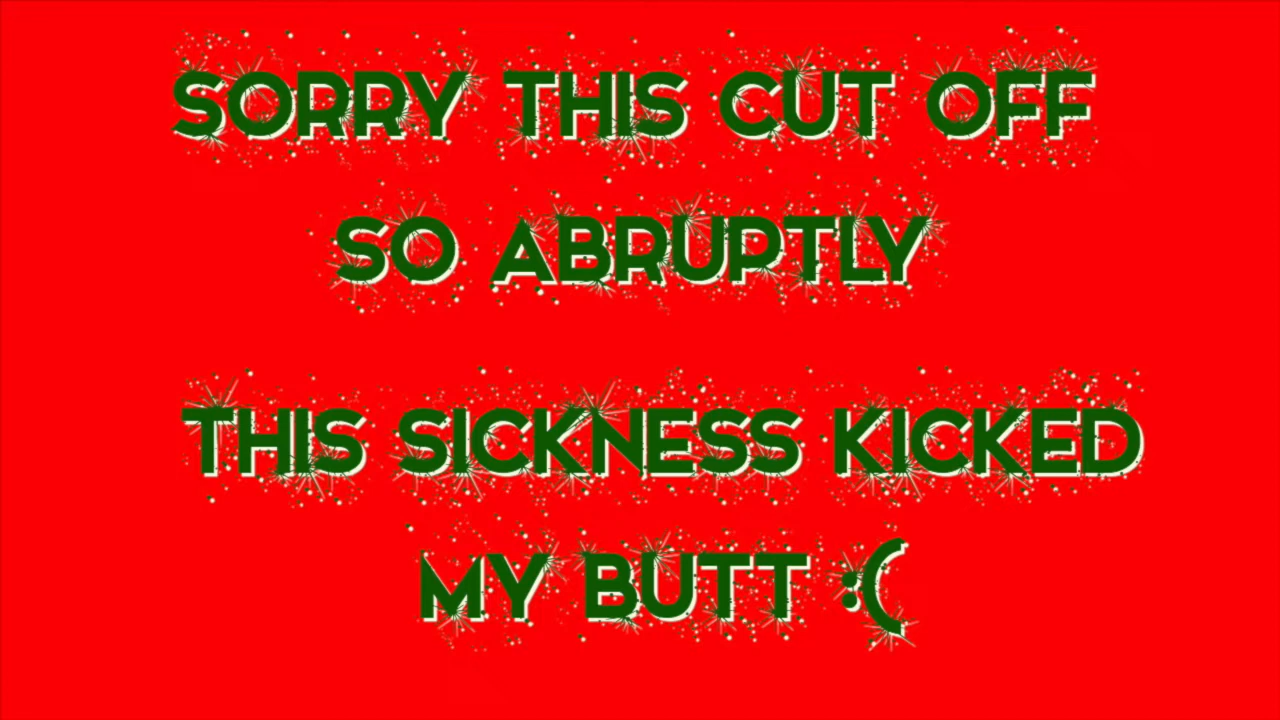 SORRY THIS CUT OFF
SO ABRUPTLY
THIS SICKNESS KICKED
MY BUTT :(